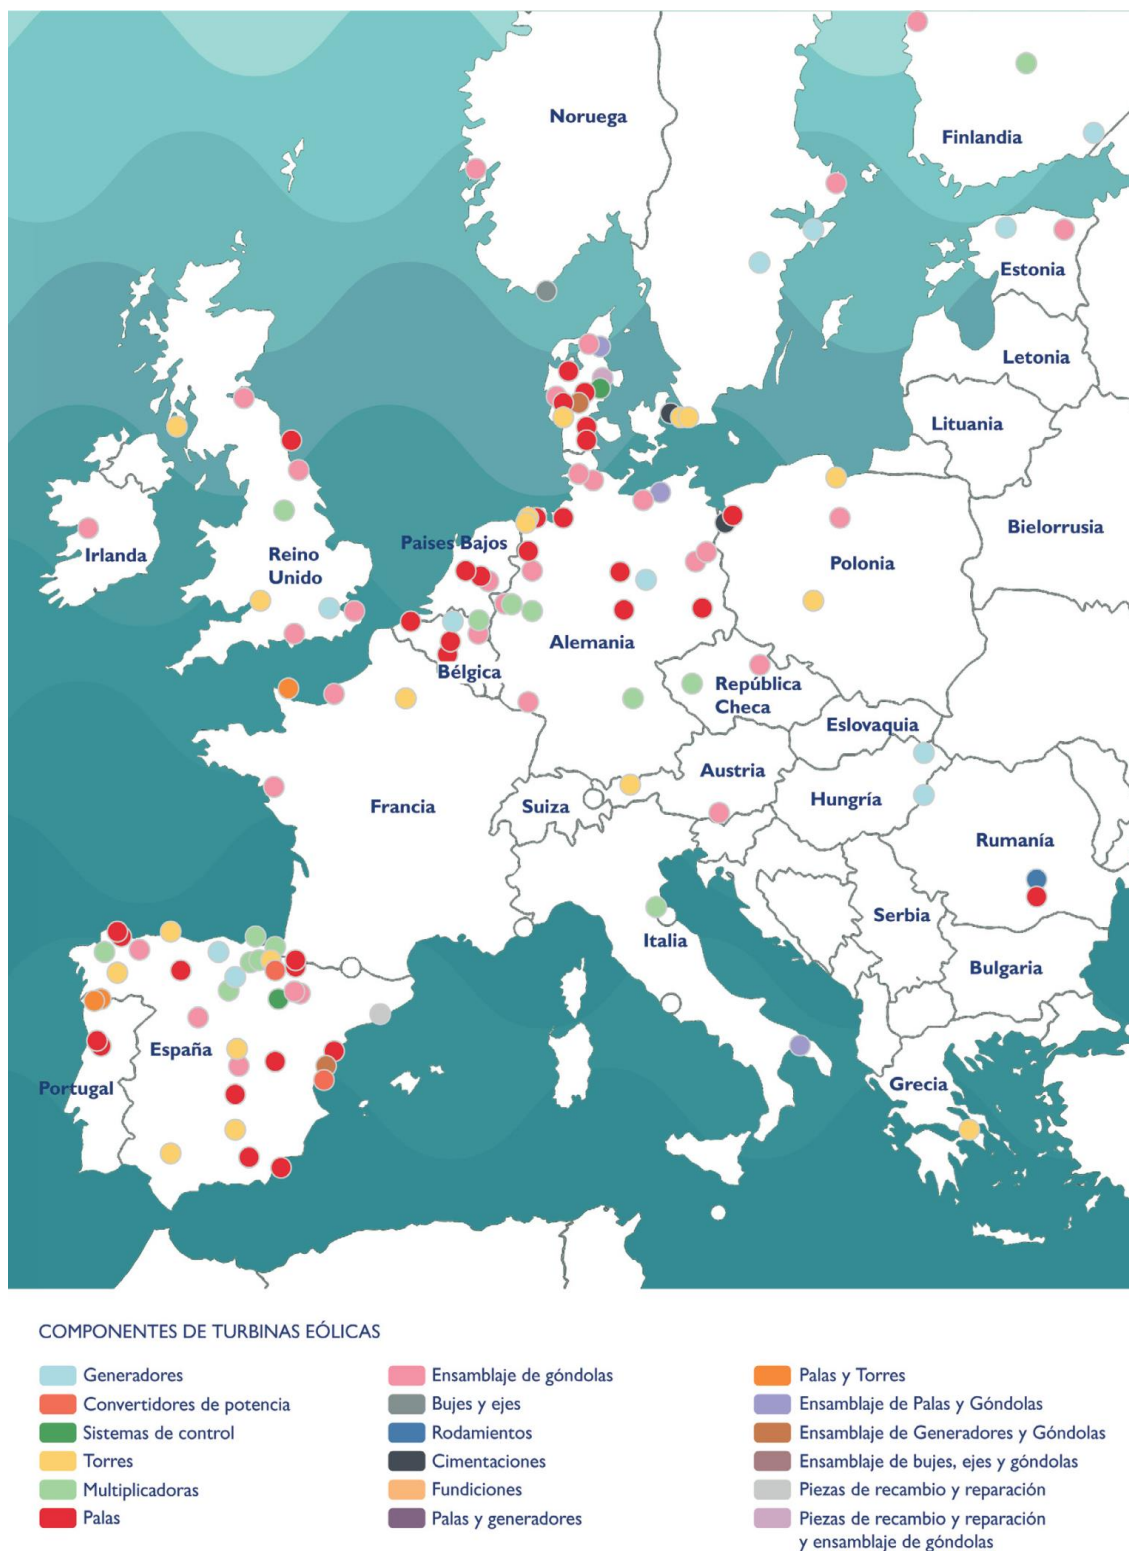 Noruega
Finlandia
Estonia
Letonia
Lituania
Bielorrusia
Irlanda
Reino
Unido
Paises Bajos
Polonia
Alemania
Bélgica
República
Checa
Eslovaquia
Austria
Hungría
Francia
Suiza
Rumanía
Serbia
Italia
Bulgaria
España
Portugal
Grecia
COMPONENTES DE TURBINAS EÓLICAS
Generadores
Convertidores de potencia
Sistemas de control
Torres
Multiplicadoras
Palas
Ensamblaje de góndolas
Bujes y ejes
Rodamientos
Cimentaciones
Fundiciones
Palas y generadores
Palas y Torres
Ensamblaje de Palas y Góndolas
Ensamblaje de Generadores y Góndolas
Ensamblaje de bujes, ejes y góndolas
Piezas de recambio y reparación
Piezas de recambio y reparación
y ensamblaje de góndolas